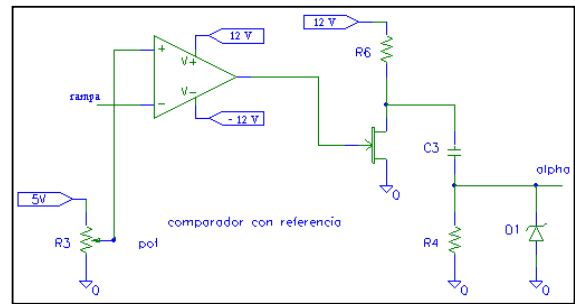 12 V
12 V
R6
+
V+
rampa
−
V−
- 12 V
C3
alpha
0
5V
comparador con referencia
R3
pot
R4
D1
0
0
0